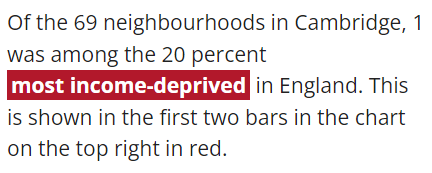 Of the 69 neighbourhoods in Cambridge, 1
was among the 20 percent
most income-deprived in England. This
is shown in the first two bars in the chart
on the top right in red.